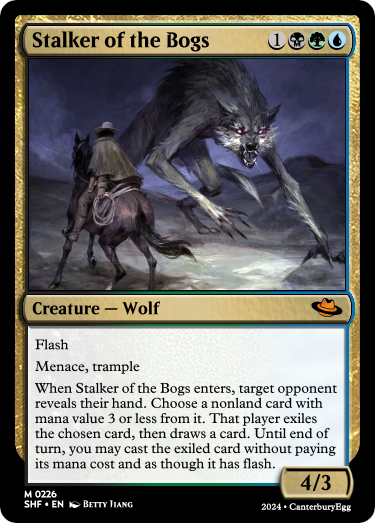 Stalker of the Bogs 1
Creature — Wolf
Flash
Menace, trample
When Stalker of the Bogs enters, target opponent
reveals their hand. Choose a nonland card with
mana value 3 or less from it. That player exiles
the chosen card, then draws a card. Until end of
turn, you may cast the exiled card without paying
its mana cost and as though it has flash.
4/3
M 0226
SHF • EN Betty Jiang
2024 • CanterburyEgg